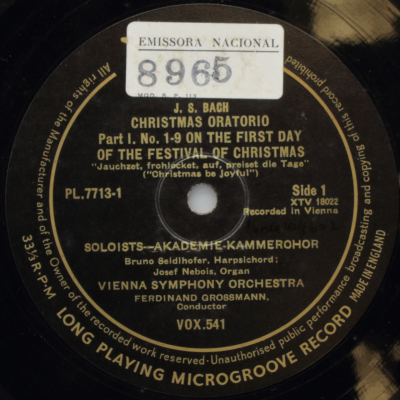 EMISSORA NACIONAL
8965
J. S. BACH
CHRISTMAS ORATORIO
Part I. No. 1-9 ON THE FIRST DAY
OF THE FESTIVAL OF CHRISTMAS
"Jauchzet, frohlocket, auf, preiset die Tage"
("Christmas be Joyful")
PL.7713-1
Side 1
XTV 18022
Recorded in Vienna
SOLOISTS—AKADEMIE-KAMMERCHOR
Bruno Seidlhofer, Harpsichord;
Josef Nebois, Organ
VIENNA SYMPHONY ORCHESTRA
FERDINAND GROSSMANN,
Conductor
VOX.541
33⅓ R·P·M
LONG PLAYING MICROGROOVE RECORD
MADE IN ENGLAND
All rights of the Manufacturer and of the Owner of the recorded work reserved·Unauthorised public performance broadcasting and copying of this record prohibited